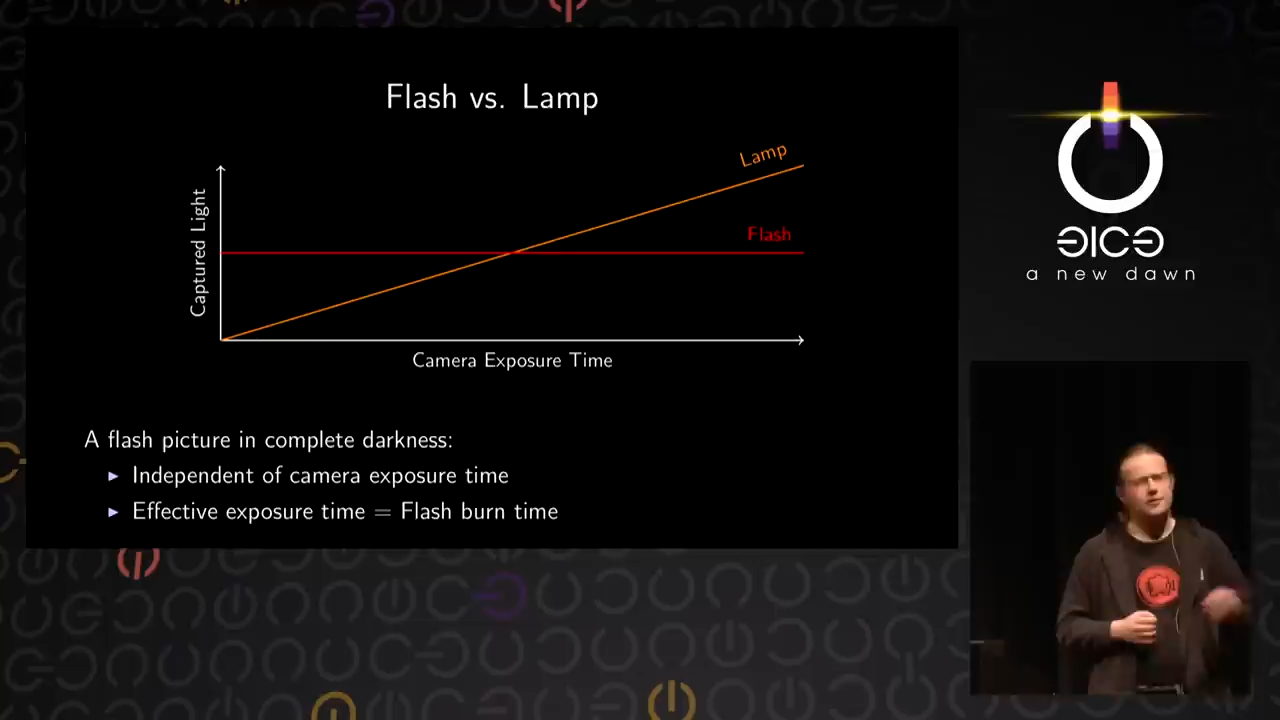 Flash vs. Lamp
Lamp
Flash
Captured Light
Camera Exposure Time
A flash picture in complete darkness:
Independent of camera exposure time
Effective exposure time = Flash burn time
31C3
a new dawn